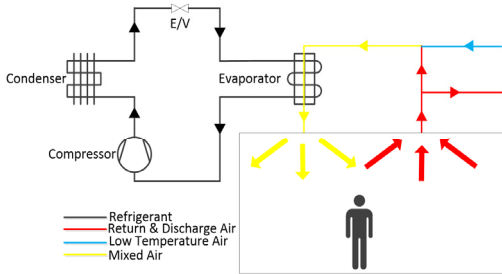 E/V
Condenser
Evaporator
Compressor
Refrigerant
Return & Discharge Air
Low Temperature Air
Mixed Air